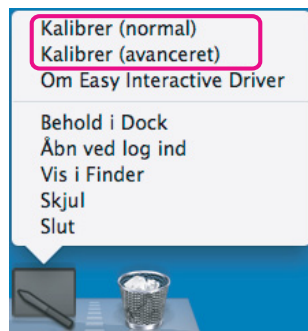 Kalibrer (normal)
Kalibrer (avanceret)
Om Easy Interactive Driver
Behold i Dock
Åbn ved log ind
Vis i Finder
Skjul
Slut